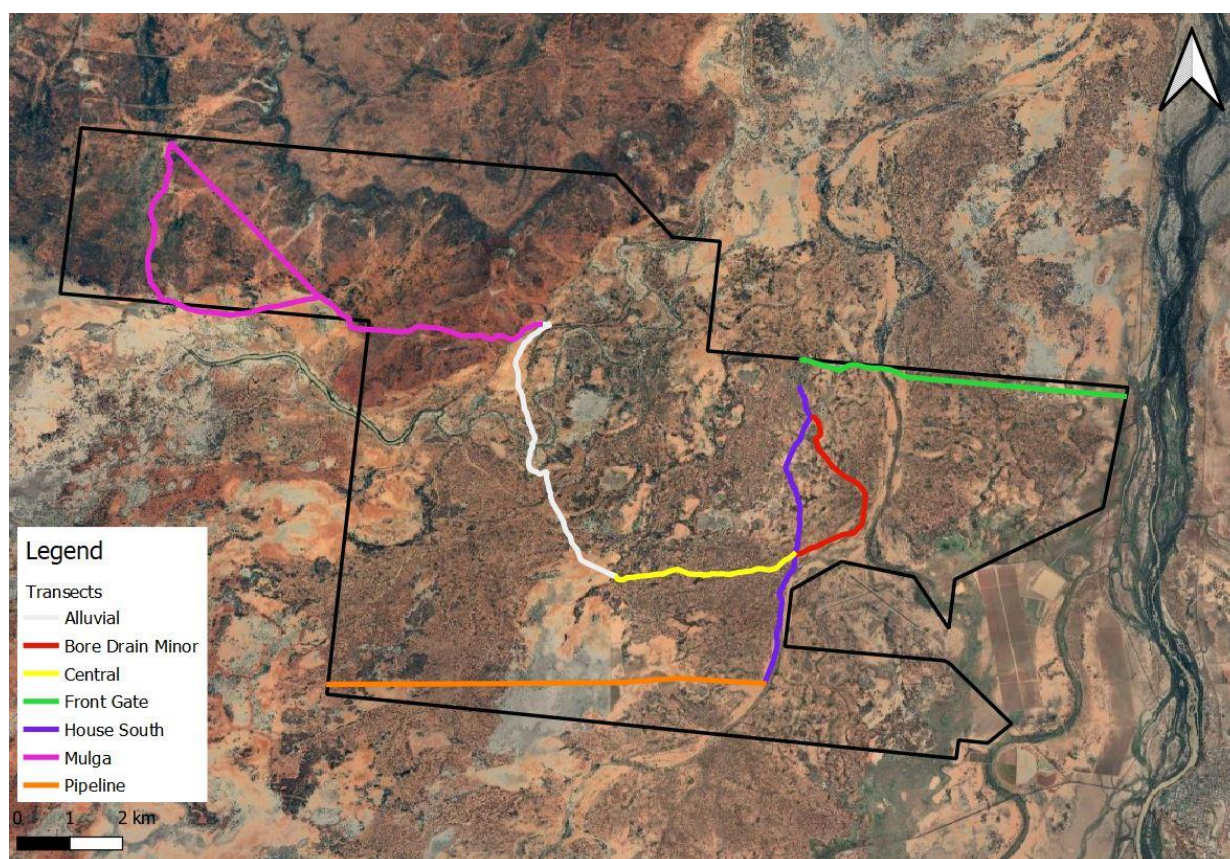 Legend
Transects
Alluvial
Bore Drain Minor
Central
Front Gate
House South
Mulga
Pipeline
0 1 2 km